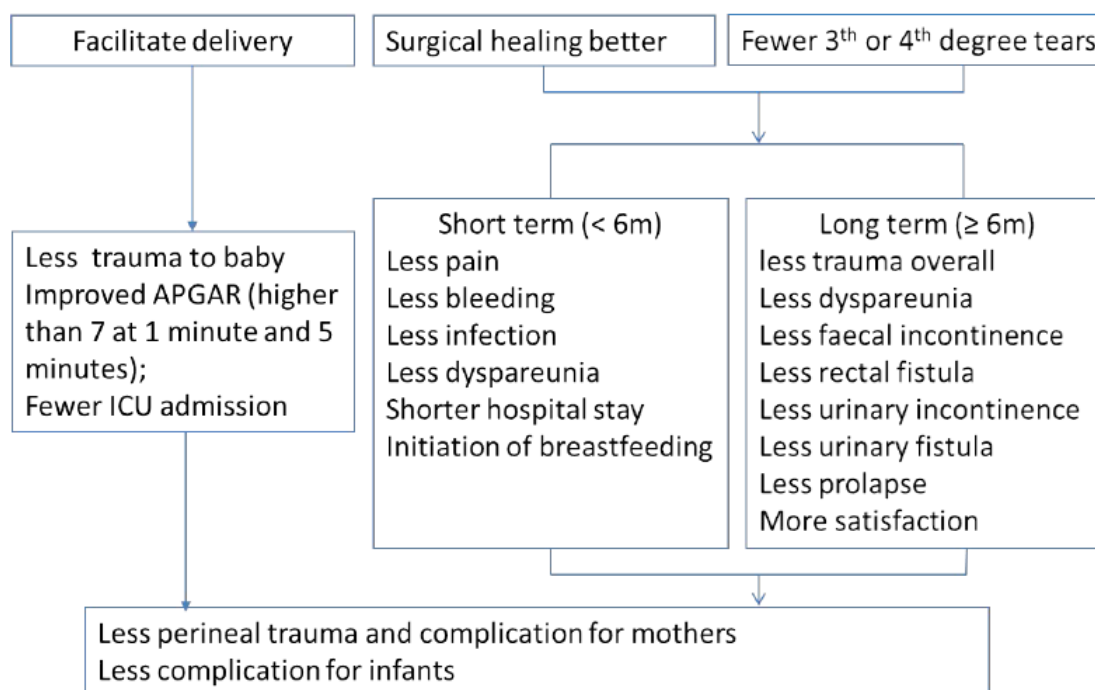 Facilitate delivery
Surgical healing better
Fewer 3th or 4th degree tears
Less trauma to baby
Improved APGAR (higher
than 7 at 1 minute and 5
minutes);
Fewer ICU admission
Short term (< 6m)
Less pain
Less bleeding
Less infection
Less dyspareunia
Shorter hospital stay
Initiation of breastfeeding
Long term (≥ 6m)
less trauma overall
Less dyspareunia
Less faecal incontinence
Less rectal fistula
Less urinary incontinence
Less urinary fistula
Less prolapse
More satisfaction
Less perineal trauma and complication for mothers
Less complication for infants